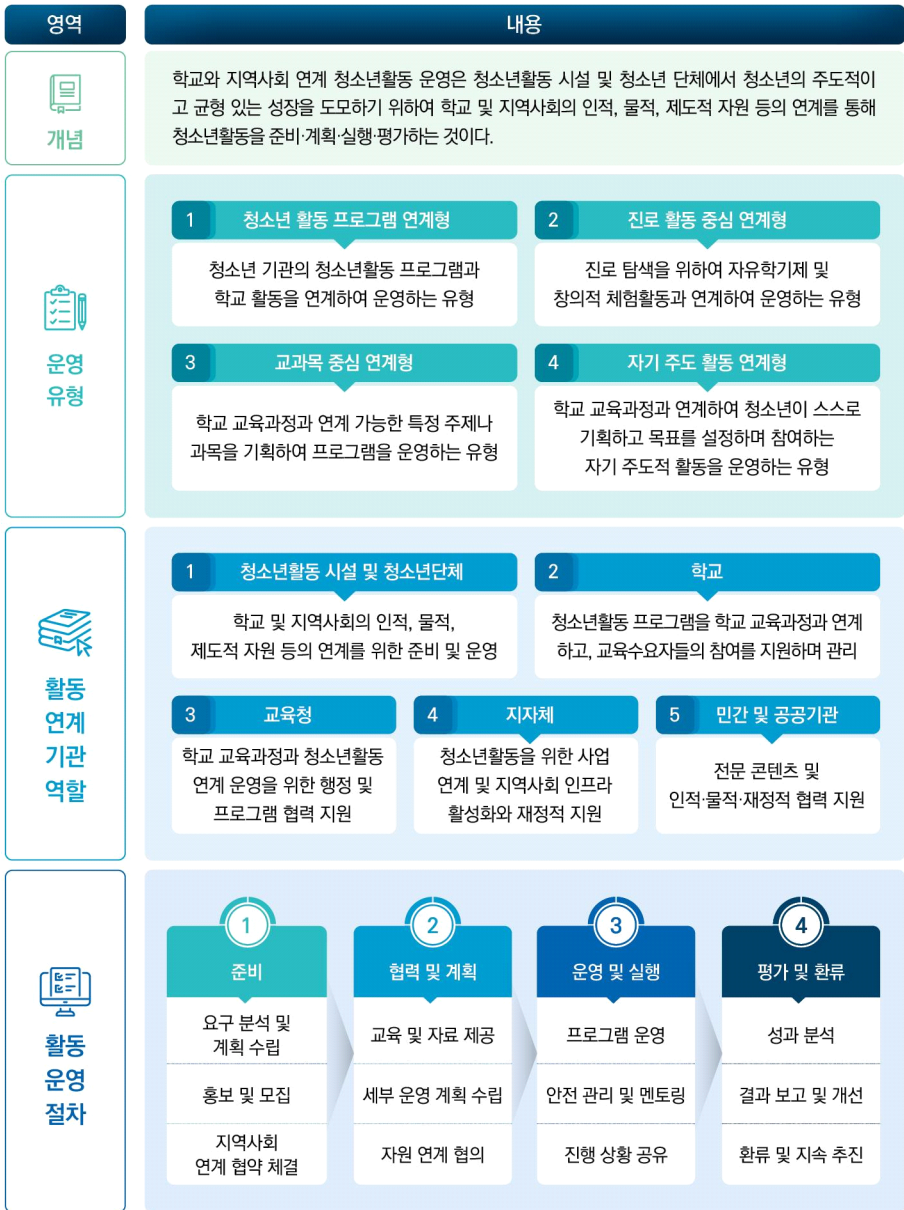 영역
내용
개념
학교와 지역사회 연계 청소년활동 운영은 청소년활동 시설 및 청소년 단체에서 청소년의 주도적이
고 균형 있는 성장을 도모하기 위하여 학교 및 지역사회의 인적, 물적, 제도적 자원 등의 연계를 통해
청소년활동을 준비·계획·실행·평가하는 것이다.
운영
유형
1 청소년 활동 프로그램 연계형
청소년 기관의 청소년활동 프로그램과
학교 활동을 연계하여 운영하는 유형
2 진로 활동 중심 연계형
진로 탐색을 위하여 자유학기제 및
창의적 체험활동과 연계하여 운영하는 유형
3 교과목 중심 연계형
학교 교육과정과 연계 가능한 특정 주제나
과목을 기획하여 프로그램을 운영하는 유형
4 자기 주도 활동 연계형
학교 교육과정과 연계하여 청소년이 스스로
기획하고 목표를 설정하며 참여하는
자기 주도적 활동을 운영하는 유형
활동
연계
기관
역할
1 청소년활동 시설 및 청소년단체
학교 및 지역사회의 인적, 물적,
제도적 자원 등의 연계를 위한 준비 및 운영
2 학교
청소년활동 프로그램을 학교 교육과정과 연계
하고, 교육수요자들의 참여를 지원하며 관리
3 교육청
학교 교육과정과 청소년활동
연계 운영을 위한 행정 및
프로그램 협력 지원
4 지자체
청소년활동을 위한 사업
연계 및 지역사회 인프라
활성화와 재정적 지원
5 민간 및 공공기관
전문 콘텐츠 및
인적·물적·재정적 협력 지원
활동
운영
절차
1
준비
요구 분석 및
계획 수립
홍보 및 모집
지역사회
연계 협약 체결
2
협력 및 계획
교육 및 자료 제공
세부 운영 계획 수립
자원 연계 협의
3
운영 및 실행
프로그램 운영
안전 관리 및 멘토링
진행 상황 공유
4
평가 및 환류
성과 분석
결과 보고 및 개선
환류 및 지속 추진